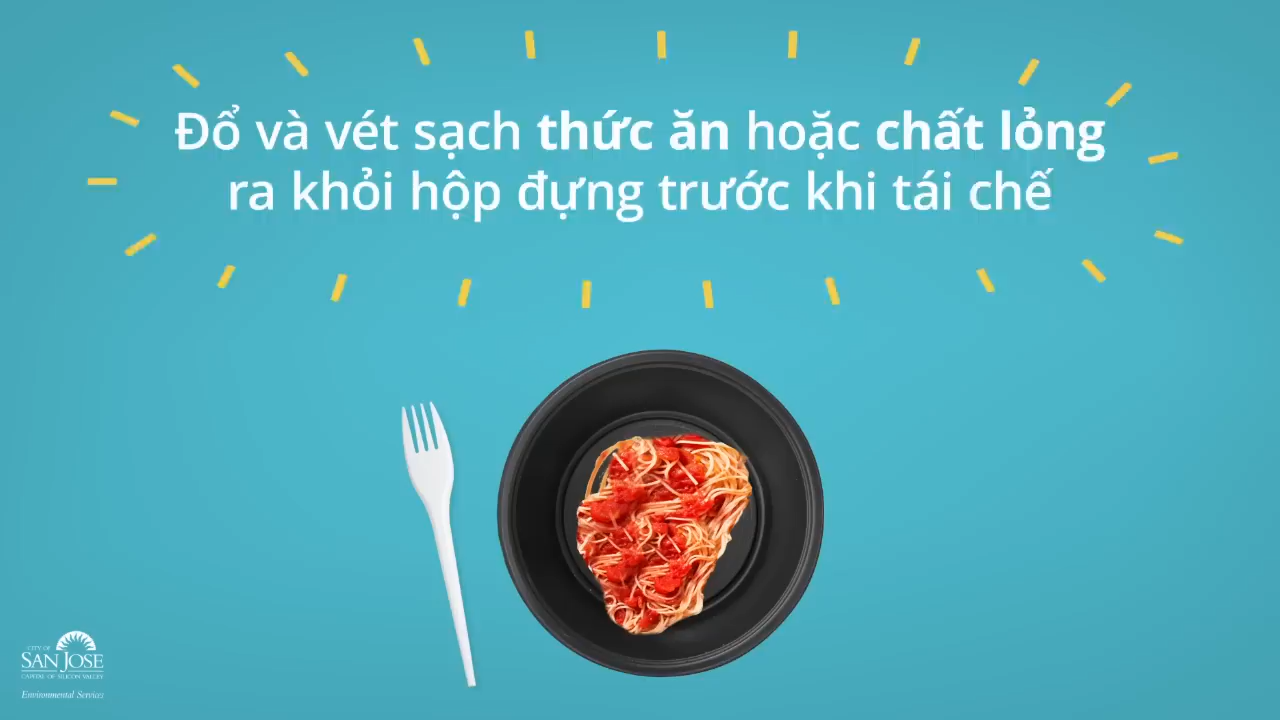 Đổ và vét sạch thức ăn hoặc chất lỏng
ra khỏi hộp đựng trước khi tái chế
CITY OF
SAN JOSE
CAPITAL OF SILICON VALLEY
Environmental Services